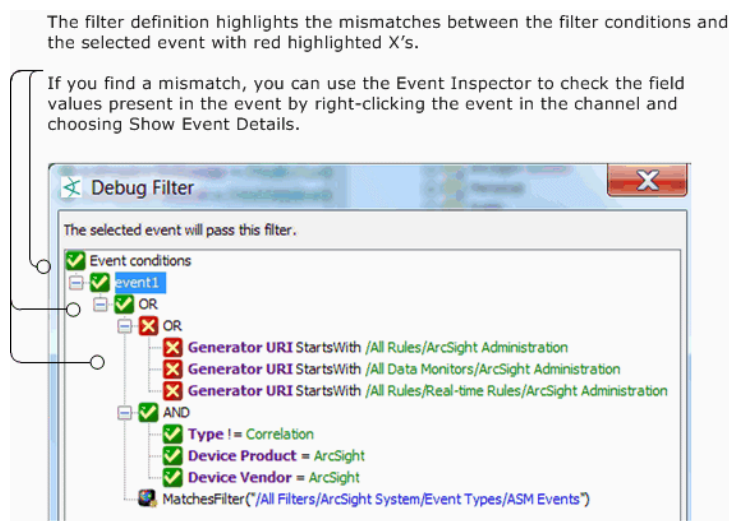 The filter definition highlights the mismatches between the filter conditions and
the selected event with red highlighted X's.
If you find a mismatch, you can use the Event Inspector to check the field
values present in the event by right-clicking the event in the channel and
choosing Show Event Details.
Debug Filter
The selected event will pass this filter.
Event conditions
event1
OR
OR
Generator URI StartsWith /All Rules/ArcSight Administration
Generator URI StartsWith /All Data Monitors/ArcSight Administration
Generator URI StartsWith /All Rules/Real-time Rules/ArcSight Administration
AND
Type != Correlation
Device Product = ArcSight
Device Vendor = ArcSight
MatchesFilter("/All Filters/ArcSight System/Event Types/ASM Events")